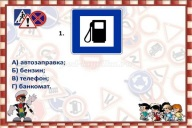 1.
А) автозаправка;
Б) бензин;
В) телефон;
Г) банкомат.